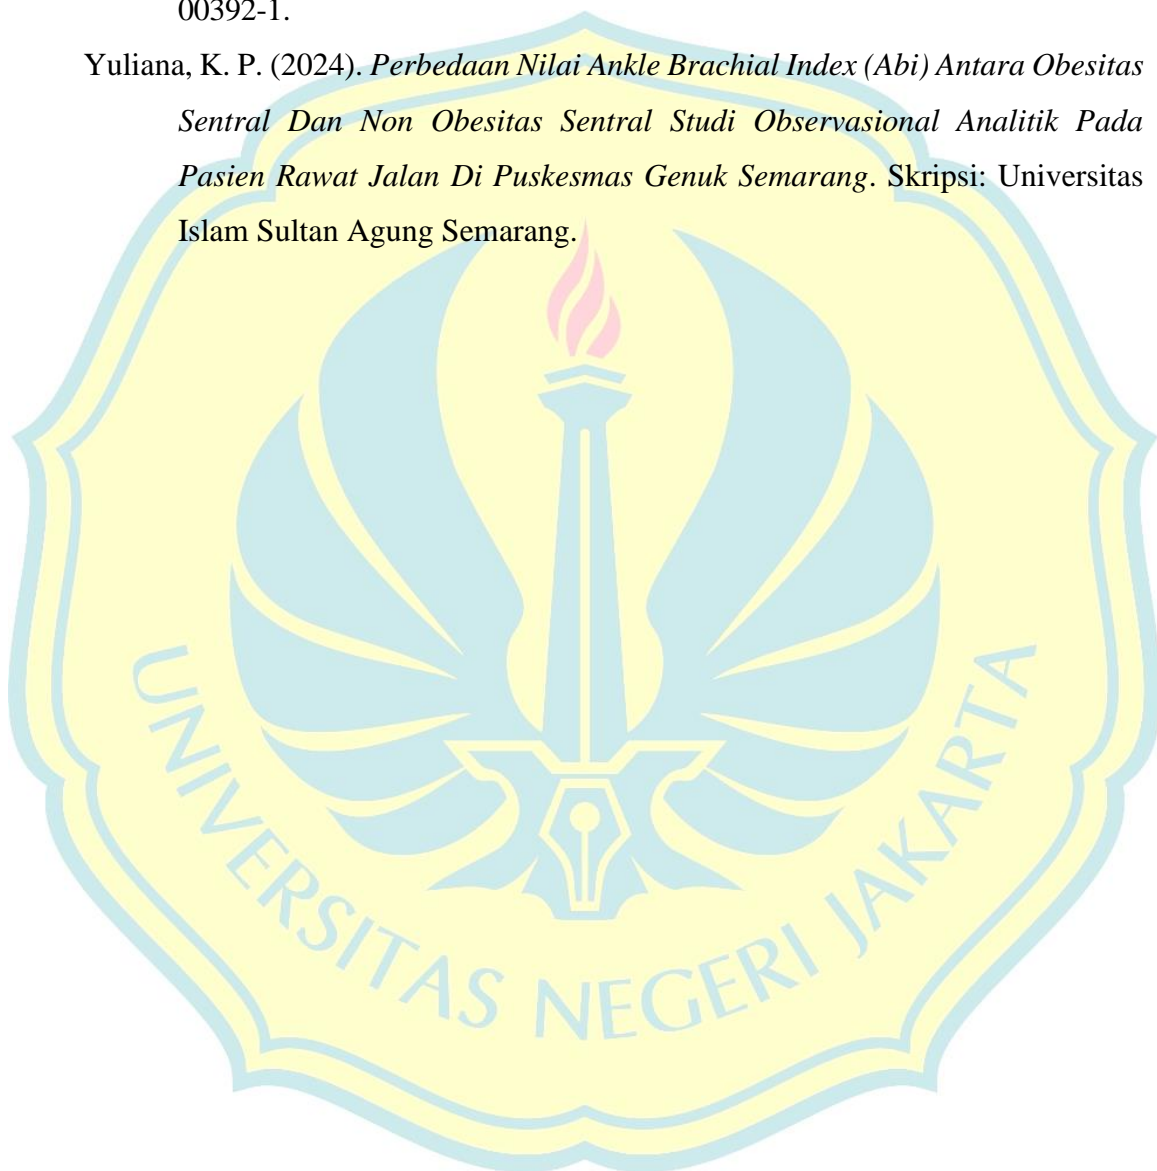 00392-1.
Yuliana, K. P. (2024). Perbedaan Nilai Ankle Brachial Index (Abi) Antara Obesitas
Sentral Dan Non Obesitas Sentral Studi Observasional Analitik Pada
Pasien Rawat Jalan Di Puskesmas Genuk Semarang. Skripsi: Universitas
Islam Sultan Agung Semarang.
UNIVERSITAS NEGERI JAKARTA